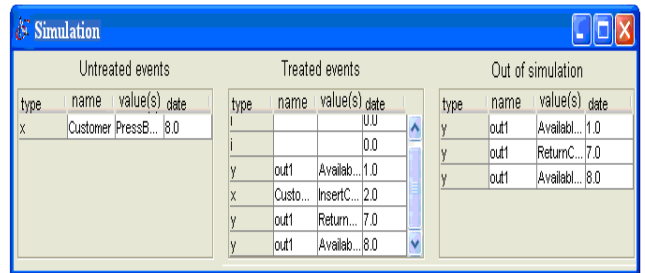 Simulation
Untreated events
type name value(s) date
x Customer PressB... 8.0
Treated events
type name value(s) date
i 0.0
i 0.0
y out1 Availab... 1.0
x Custo... InsertC... 2.0
y out1 Return... 7.0
y out1 Availab... 8.0
Out of simulation
type name value(s) date
y out1 Availabl... 1.0
y out1 ReturnC... 7.0
y out1 Availabl... 8.0